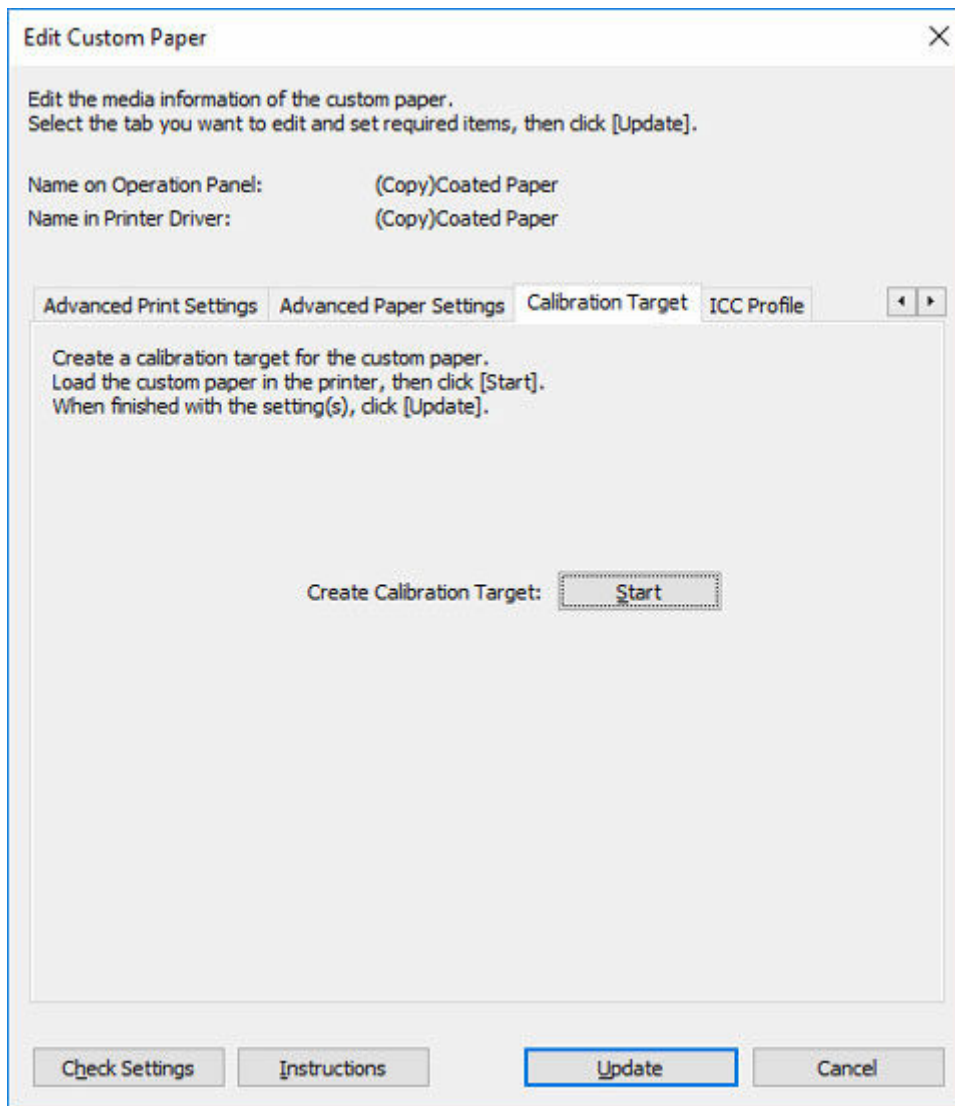 Edit Custom Paper
Edit the media information of the custom paper.
Select the tab you want to edit and set required items, then click [Update].
Name on Operation Panel: (Copy)Coated Paper
Name in Printer Driver: (Copy)Coated Paper
Advanced Print Settings Advanced Paper Settings Calibration Target ICC Profile
Create a calibration target for the custom paper.
Load the custom paper in the printer, then click [Start].
When finished with the setting(s), click [Update].
Create Calibration Target: Start
Check Settings Instructions Update Cancel